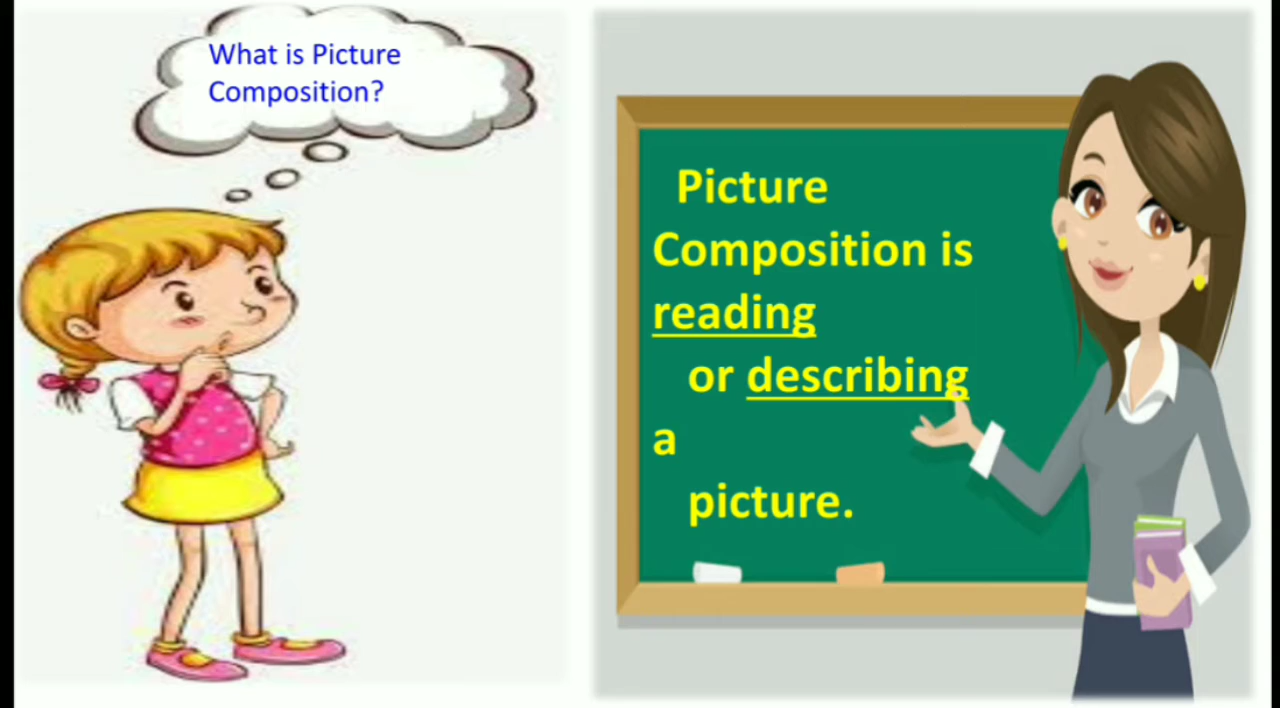 What is Picture
Composition?
Picture
Composition is
reading
or describing
a
picture.